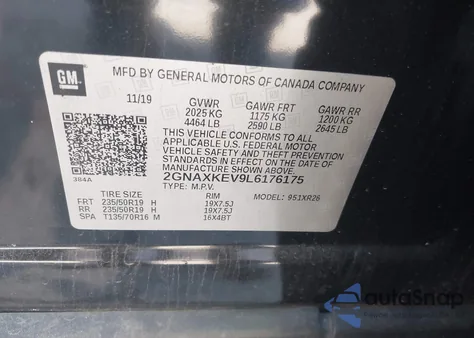 GM
MFD BY GENERAL MOTORS OF CANADA COMPANY
11/19 GVWR GAWR FRT GAWR RR
2025 KG 1175 KG 1200 KG
4464 LB 2590 LB 2645 LB
THIS VEHICLE CONFORMS TO ALL
APPLICABLE U.S. FEDERAL MOTOR
VEHICLE SAFETY AND THEFT PREVENTION
STANDARDS IN EFFECT ON THE DATE OF
MANUFACTURE SHOWN ABOVE.
384A 2GNAXKEV9L6176175
TYPE: M.P.V. MODEL: 951XR26
TIRE SIZE RIM
FRT 235/50R19 H 19X7.5J
RR 235/50R19 H 19X7.5J
SPA T135/70R16 M 16X4BT
autoSnap